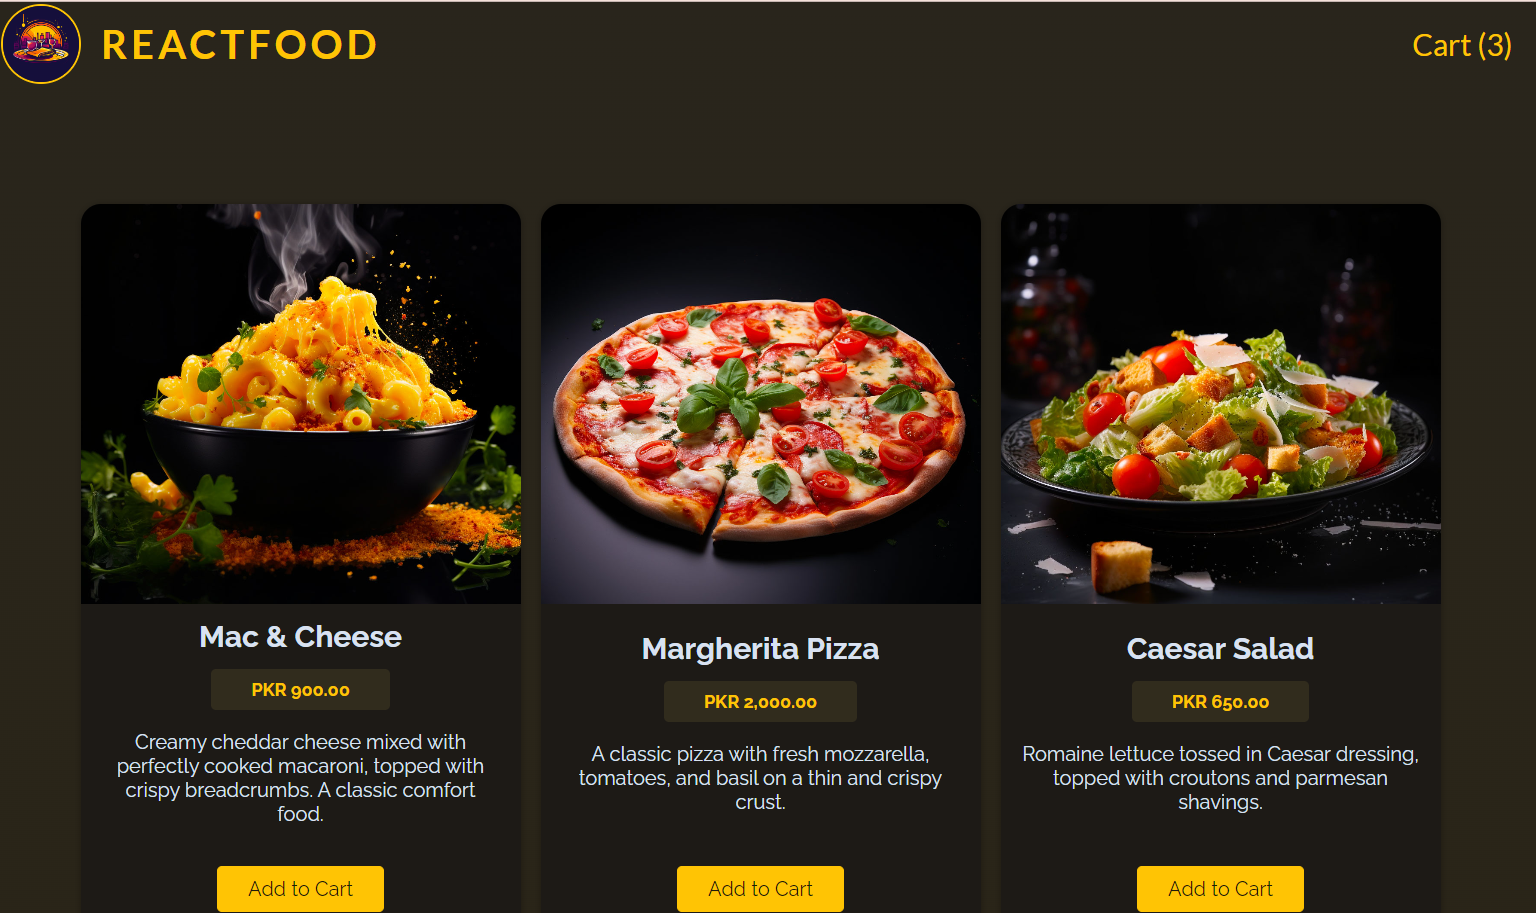 REACTFOOD
Cart (3)
Mac & Cheese
PKR 900.00
Creamy cheddar cheese mixed with
perfectly cooked macaroni, topped with
crispy breadcrumbs. A classic comfort
food.
Add to Cart
Margherita Pizza
PKR 2,000.00
A classic pizza with fresh mozzarella,
tomatoes, and basil on a thin and crispy
crust.
Add to Cart
Caesar Salad
PKR 650.00
Romaine lettuce tossed in Caesar dressing,
topped with croutons and parmesan
shavings.
Add to Cart